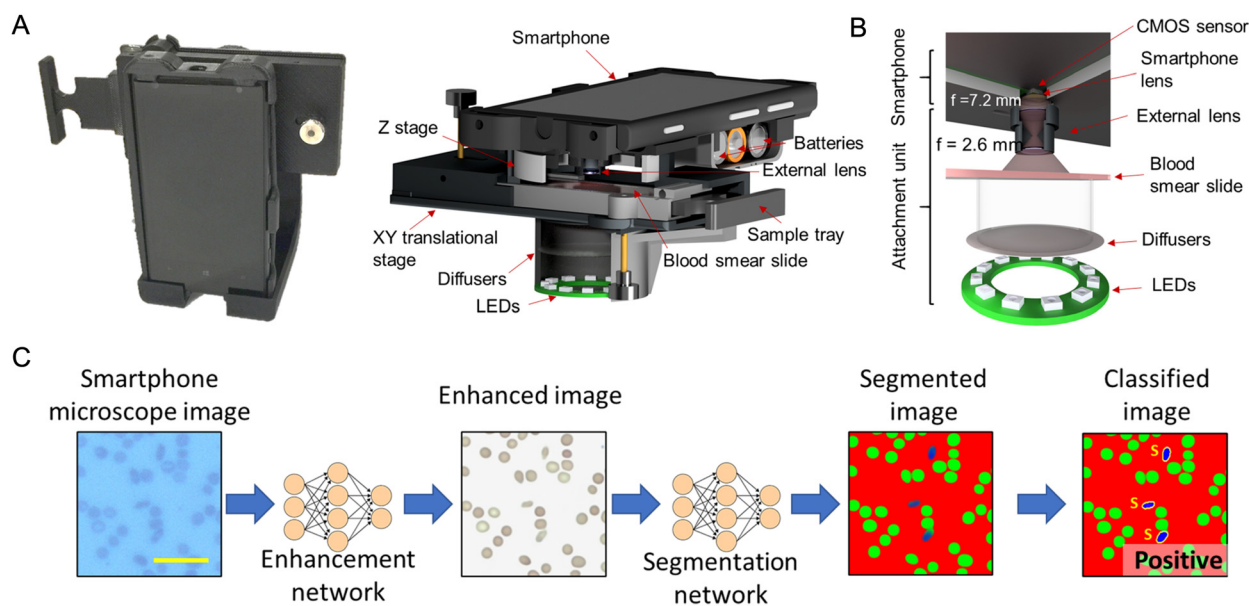 A
Smartphone
Z stage
Batteries
External lens
XY translational
stage
Sample tray
Blood smear slide
Diffusers
LEDs
B
CMOS sensor
Smartphone
lens
Smartphone
f =7.2 mm
External lens
f = 2.6 mm
Attachment unit
Blood
smear slide
Diffusers
LEDs
C
Smartphone
microscope image
Enhancement
network
Enhanced image
Segmentation
network
Segmented
image
Classified
image
S
S
S
Positive